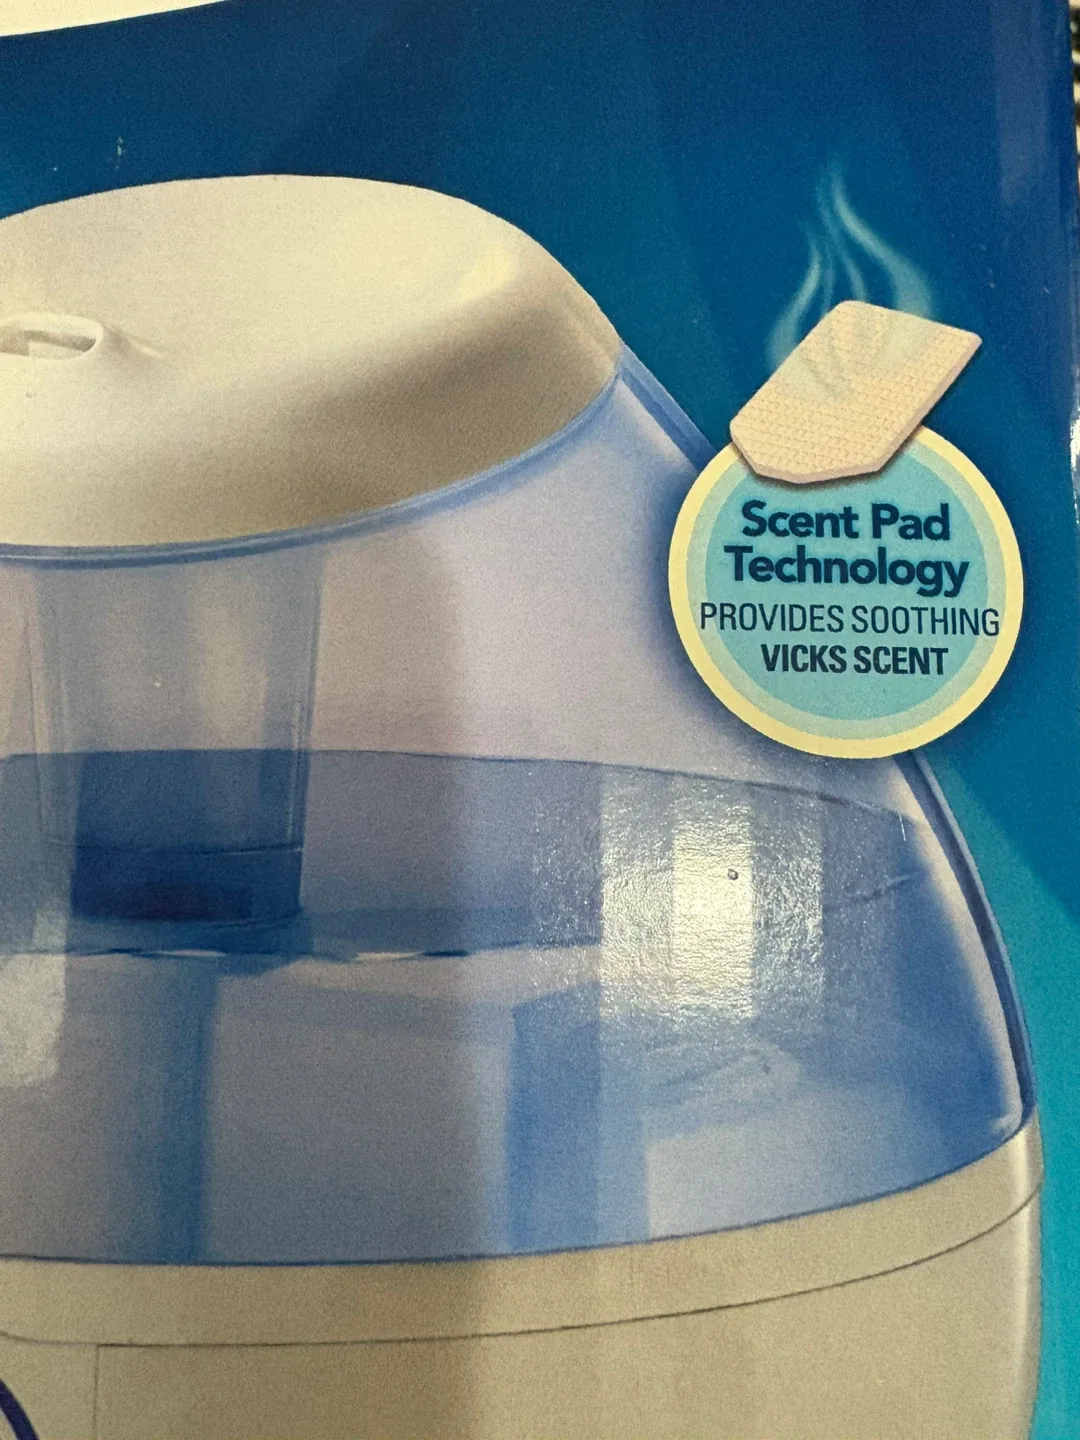 Scent Pad
Technology
PROVIDES SOOTHING
VICKS SCENT